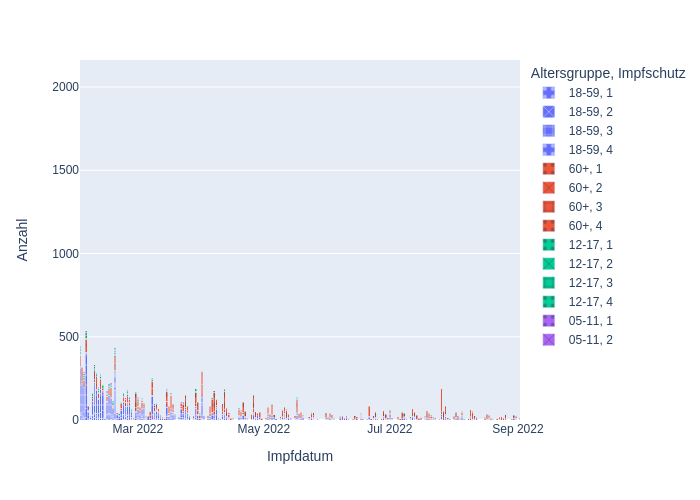 2000
1500
1000
500
0
Anzahl
Mar 2022
May 2022
Jul 2022
Sep 2022
Impfdatum
Altersgruppe, Impfschutz
18-59, 1
18-59, 2
18-59, 3
18-59, 4
60+, 1
60+, 2
60+, 3
60+, 4
12-17, 1
12-17, 2
12-17, 3
12-17, 4
05-11, 1
05-11, 2